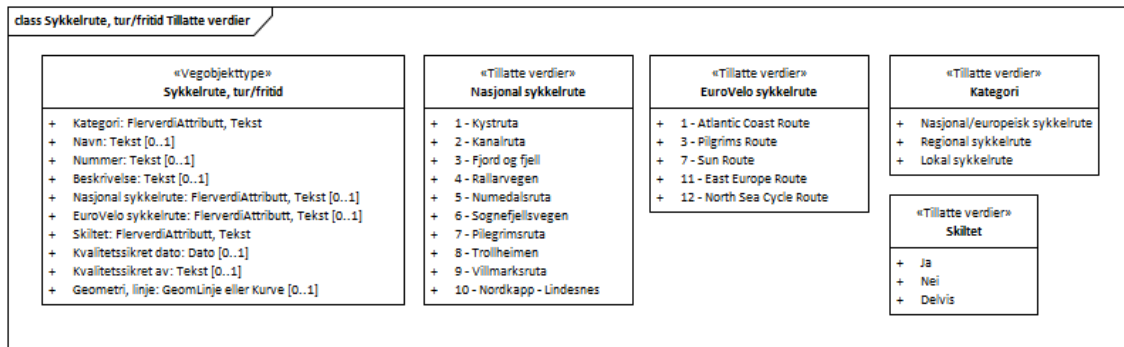 class Sykkelrute, tur/fritid Tillatte verdier
«Vegobjekttype»
Sykkelrute, tur/fritid
+ Kategori: FlerverdiAttributt, Tekst
+ Navn: Tekst [0..1]
+ Nummer: Tekst [0..1]
+ Beskrivelse: Tekst [0..1]
+ Nasjonal sykkelrute: FlerverdiAttributt, Tekst [0..1]
+ EuroVelo sykkelrute: FlerverdiAttributt, Tekst [0..1]
+ Skiltet: FlerverdiAttributt, Tekst
+ Kvalitetssikret dato: Dato [0..1]
+ Kvalitetssikret av: Tekst [0..1]
+ Geometri, linje: GeomLinje eller Kurve [0..1]
«Tillatte verdier»
Nasjonal sykkelrute
+ 1 - Kystruta
+ 2 - Kanalruta
+ 3 - Fjord og fjell
+ 4 - Rallarvegen
+ 5 - Numedalsruta
+ 6 - Sognefjellsvegen
+ 7 - Pilegrimsruta
+ 8 - Trollheimen
+ 9 - Villmarksruta
+ 10 - Nordkapp - Lindesnes
«Tillatte verdier»
EuroVelo sykkelrute
+ 1 - Atlantic Coast Route
+ 3 - Pilgrims Route
+ 7 - Sun Route
+ 11 - East Europe Route
+ 12 - North Sea Cycle Route
«Tillatte verdier»
Kategori
+ Nasjonal/europeisk sykkelrute
+ Regional sykkelrute
+ Lokal sykkelrute
«Tillatte verdier»
Skiltet
+ Ja
+ Nei
+ Delvis